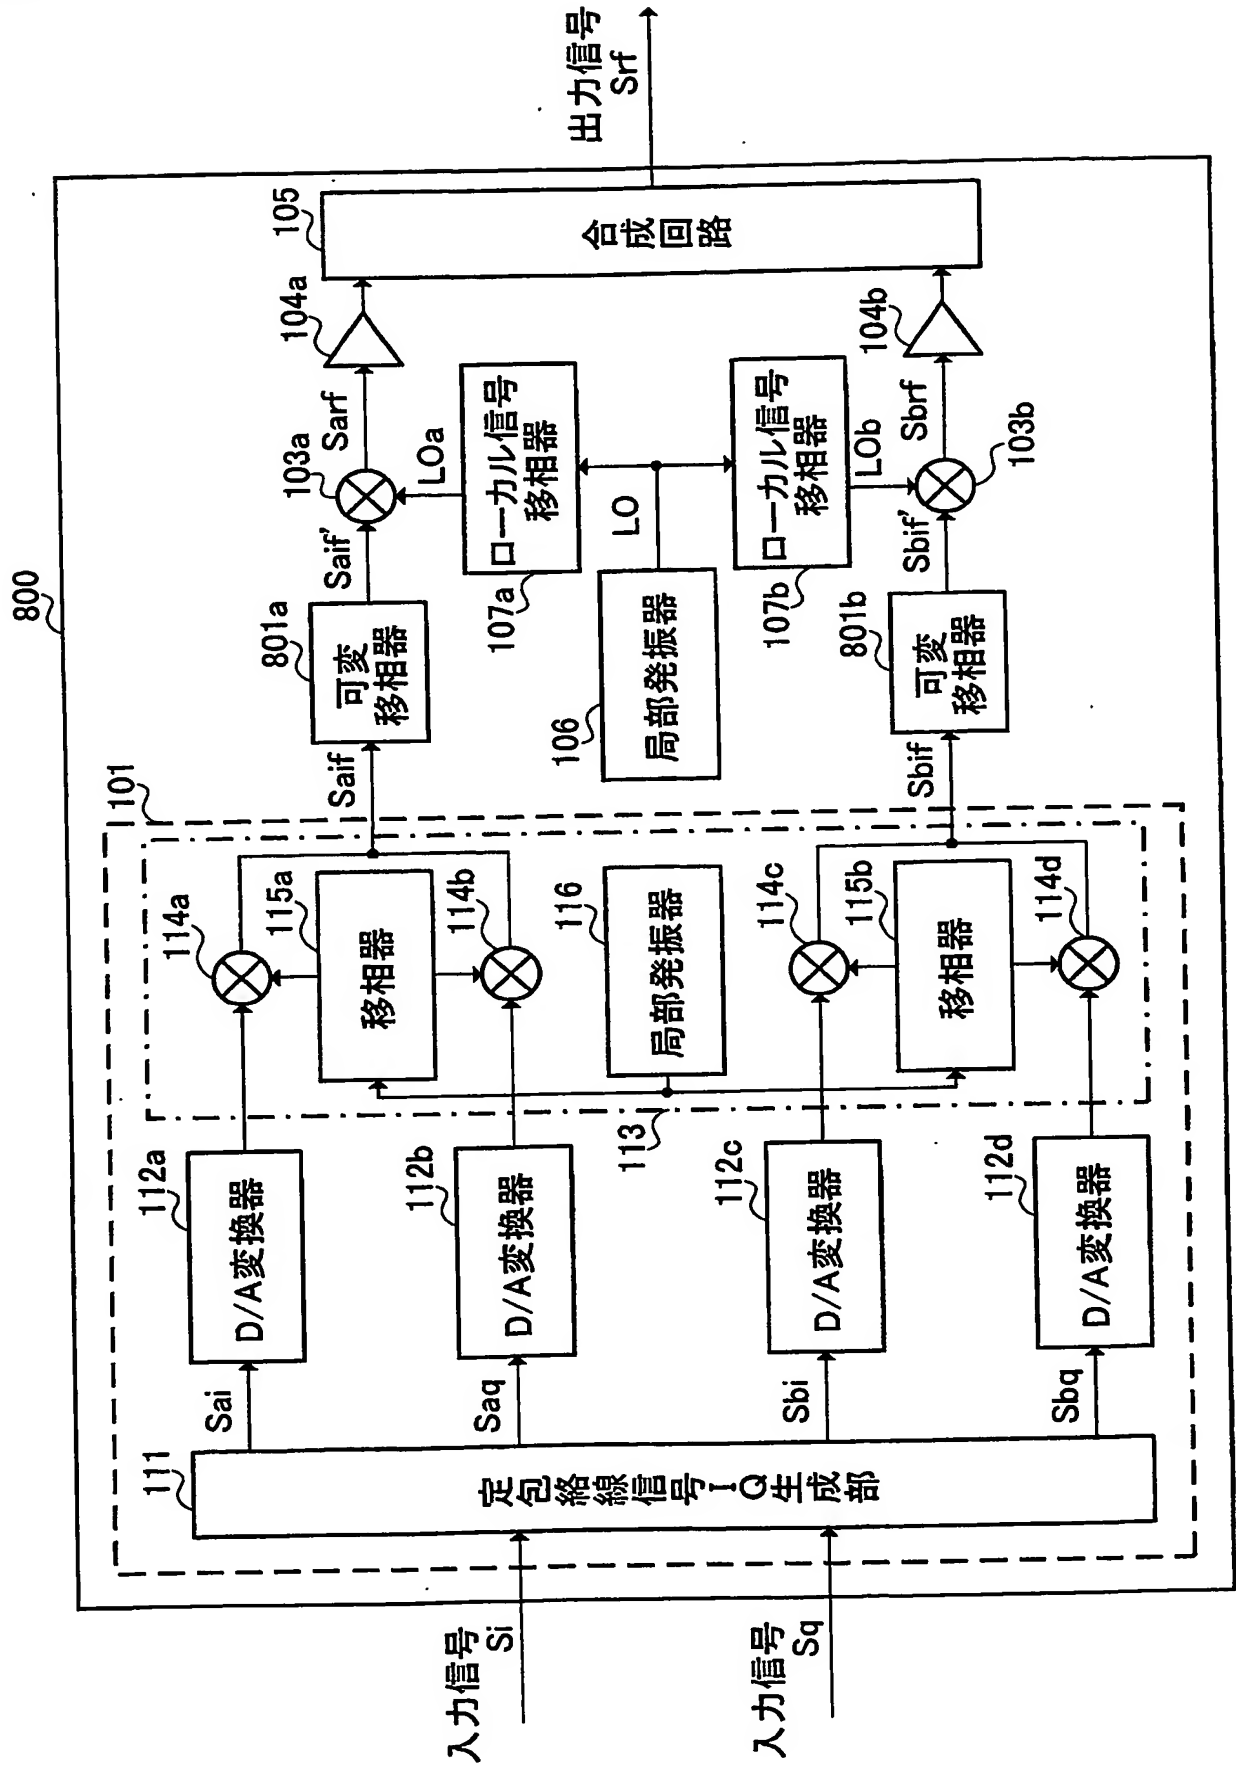 800
101
111
定包絡線信号IQ生成部
入力信号
Si
入力信号
Sq
Sai
Saq
Sbi
Sbq
112a
D/A変換器
112b
D/A変換器
112c
D/A変換器
112d
D/A変換器
113
114a
115a
移相器
114b
116
局部発振器
114c
115b
移相器
114d
Saif
Sbif
801a
可変
移相器
801b
可変
移相器
Saif'
Sbif'
106
局部発振器
LO
107a
ローカル信号
移相器
107b
ローカル信号
移相器
LOa
LOb
103a
103b
Sarf
Sbrf
104a
104b
105
合成回路
出力信号
Srf